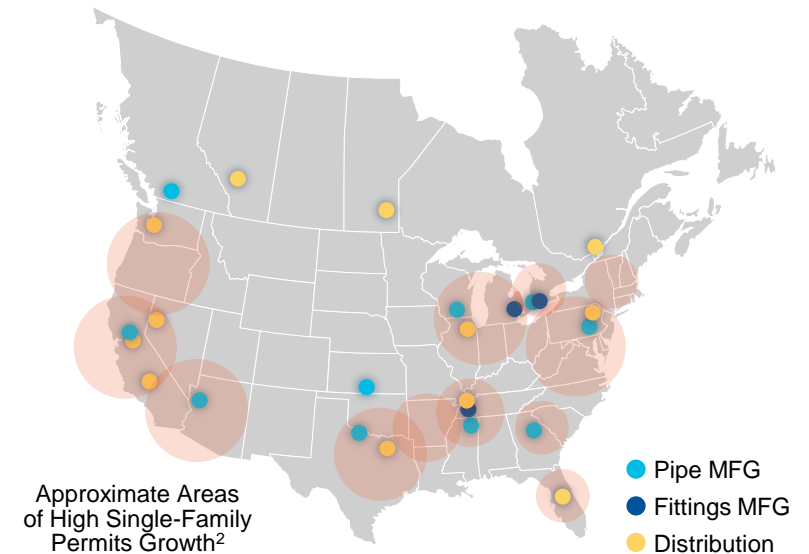 Approximate Areas
of High Single-Family
Permits Growth²
Pipe MFG
Fittings MFG
Distribution